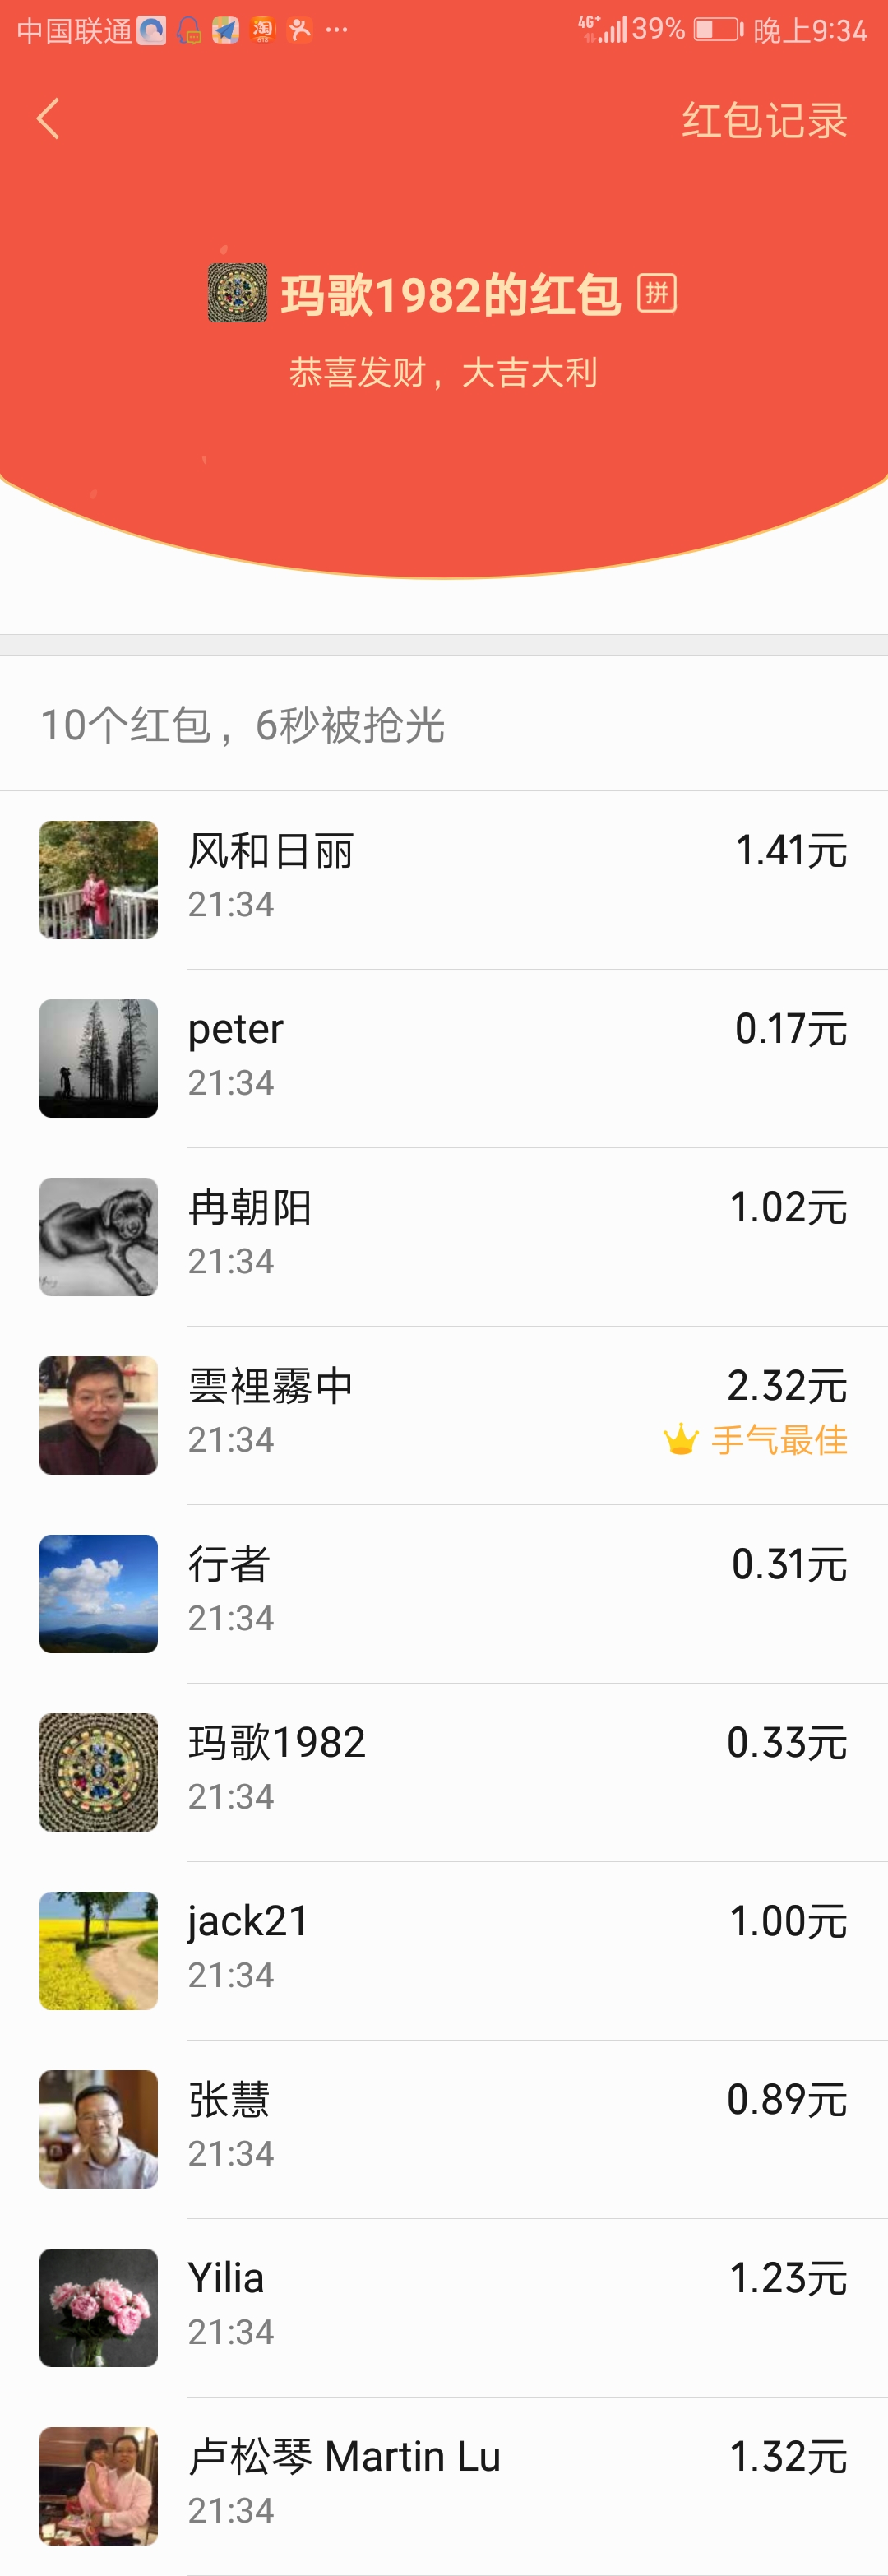 中国联通 淘 ... 4G+ 39% 晚上9:34
红包记录
玛歌1982的红包 拼
恭喜发财，大吉大利
10个红包，6秒被抢光
风和日丽 1.41元
21:34
peter 0.17元
21:34
冉朝阳 1.02元
21:34
雲裡霧中 2.32元
21:34 手气最佳
行者 0.31元
21:34
玛歌1982 0.33元
21:34
jack21 1.00元
21:34
张慧 0.89元
21:34
Yilia 1.23元
21:34
卢松琴 Martin Lu 1.32元
21:34